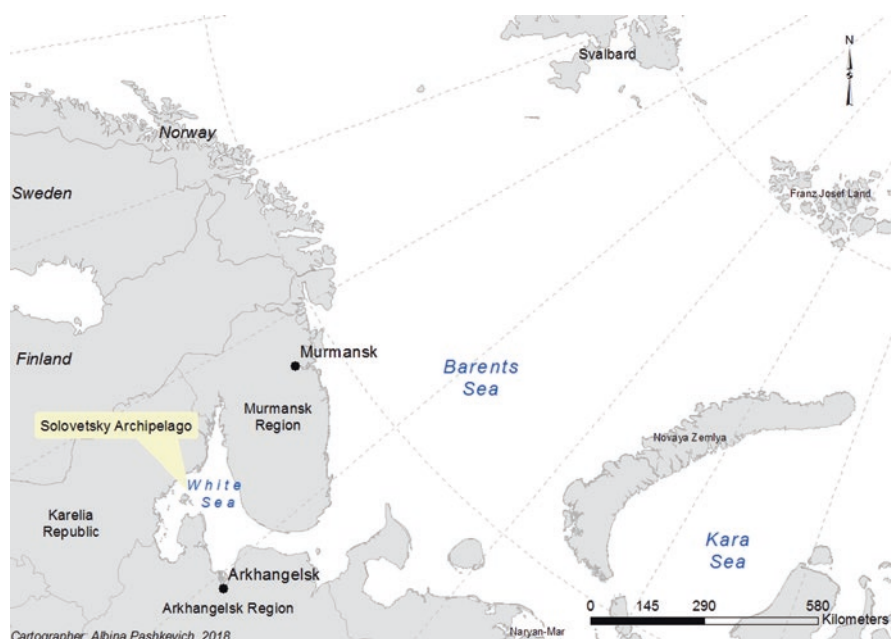 Svalbard
N
S
Norway
Sweden
Franz Josef Land
Finland
Murmansk
Barents
Sea
Murmansk
Region
Solovetsky Archipelago
Novaya Zemlya
White
Sea
Karelia
Republic
Kara
Sea
Arkhangelsk
Arkhangelsk Region
0 145 290 580
Kilometers
Naryan-Mar
Cartographer: Albina Pashkevich, 2018